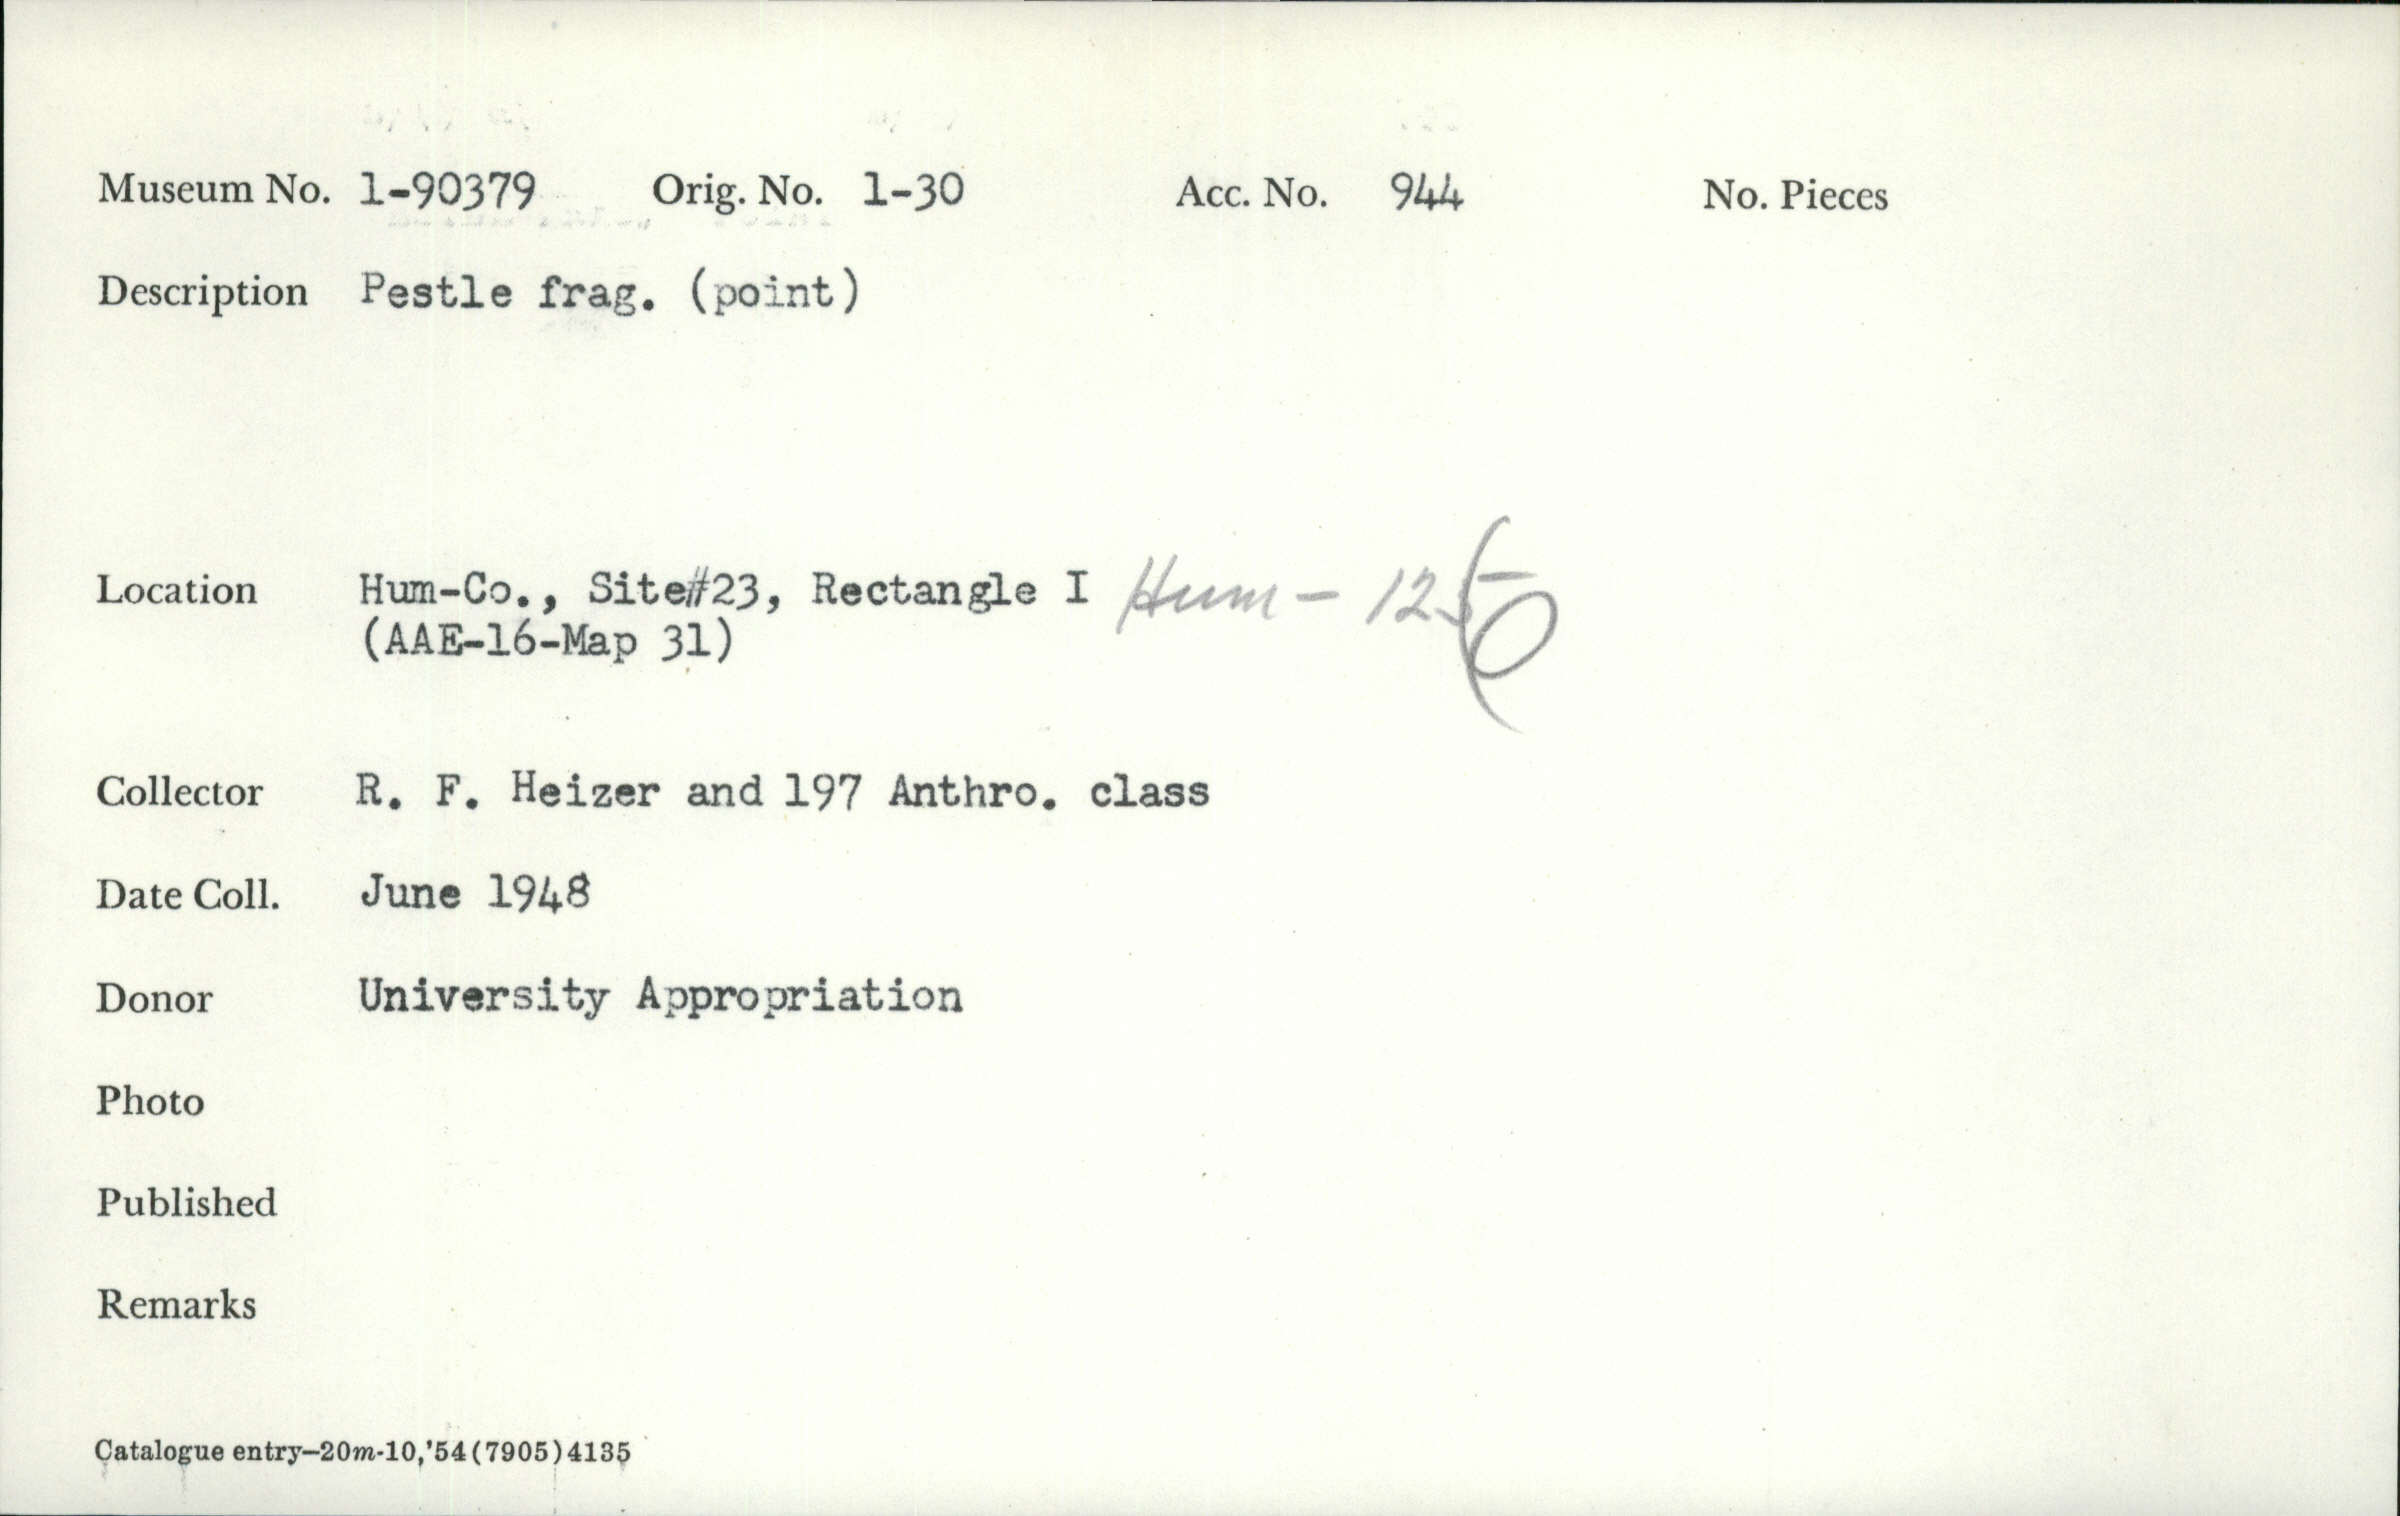 Museum No. 1-90379 Orig. No. 1-30 Acc. No. 944 No. Pieces
Description Pestle frag. (point)
Location Hum-Co., Site#23, Rectangle I Hum-
(AAE-16-Map 31)
Collector R. F. Heizer and 197 Anthro. class
Date Coll. June 1948
Donor University Appropriation
Photo
Published
Remarks
Catalogue entry—20m-10,'54(7905)4135